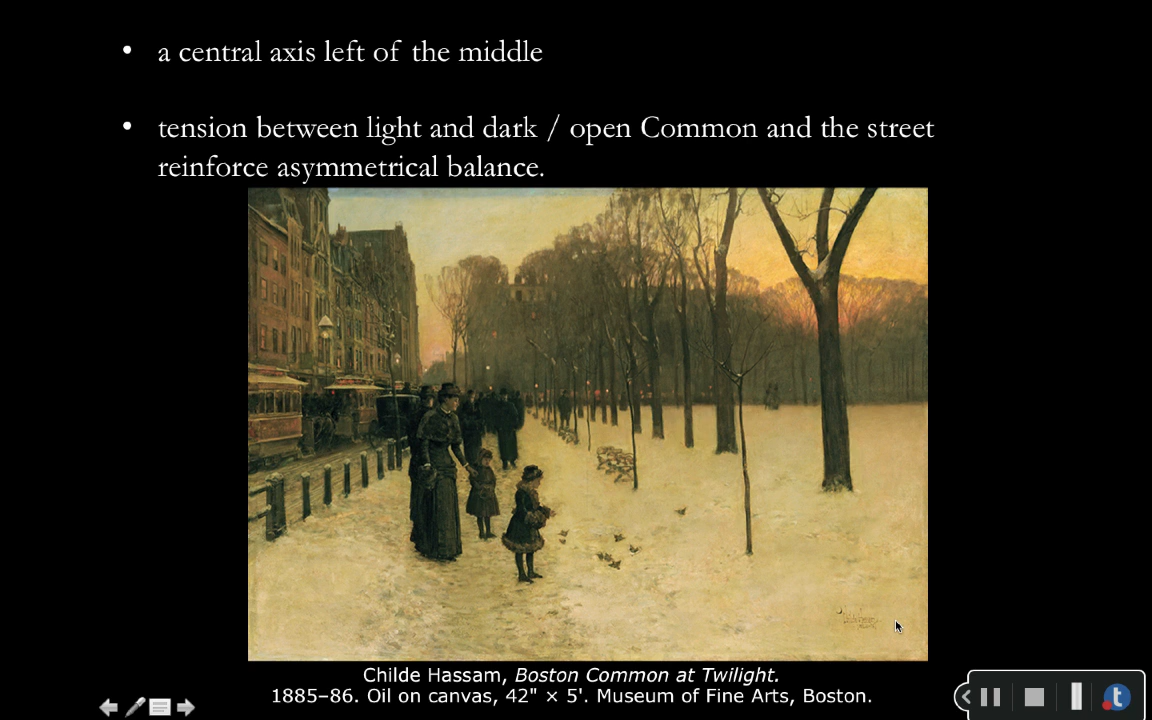 • a central axis left of the middle
• tension between light and dark / open Common and the street
reinforce asymmetrical balance.
Childe Hassam, Boston Common at Twilight.
1885–86. Oil on canvas, 42" × 5'. Museum of Fine Arts, Boston.
t